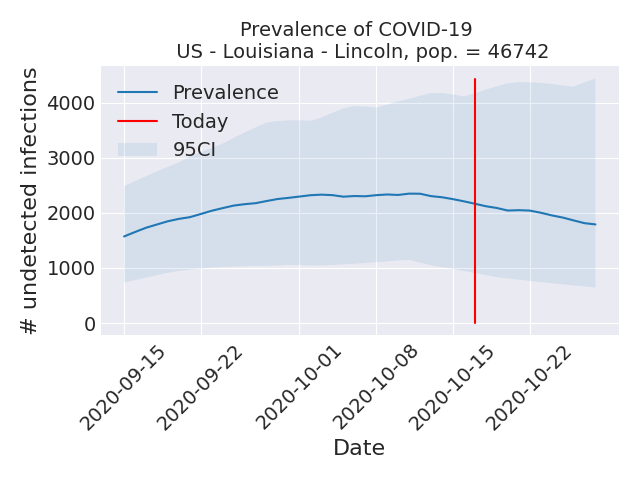 Prevalence of COVID-19
US - Louisiana - Lincoln, pop. = 46742
# undetected infections
4000
3000
2000
1000
0
Prevalence
Today
95CI
2020-09-15
2020-09-22
2020-10-01
2020-10-08
2020-10-15
2020-10-22
Date